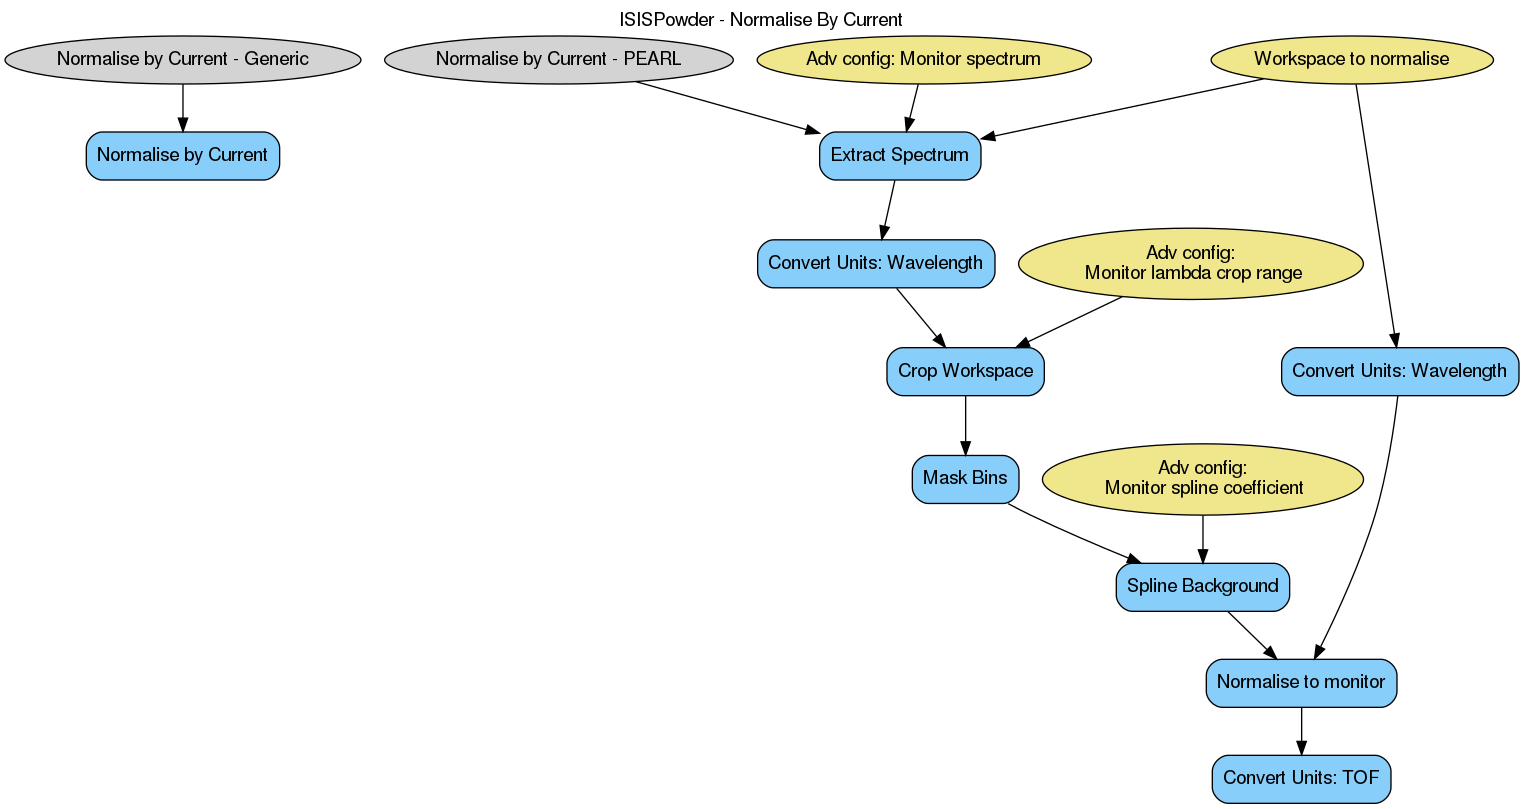 ISISPowder - Normalise By Current
Normalise by Current - Generic
Normalise by Current - PEARL
Adv config: Monitor spectrum
Workspace to normalise
Normalise by Current
Extract Spectrum
Convert Units: Wavelength
Adv config:
Monitor lambda crop range
Crop Workspace
Convert Units: Wavelength
Mask Bins
Adv config:
Monitor spline coefficient
Spline Background
Normalise to monitor
Convert Units: TOF